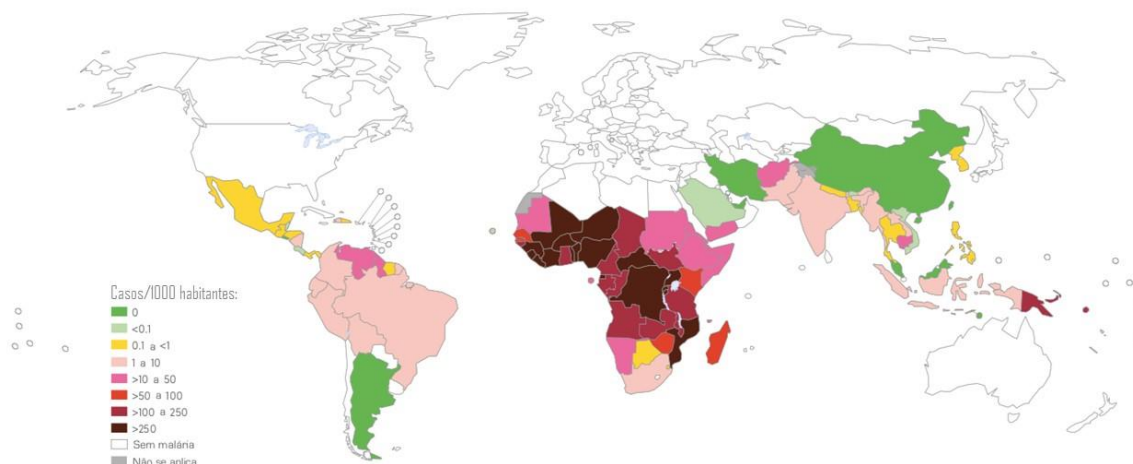 Casos/1000 habitantes:
0
<0.1
0.1 a <1
1 a 10
>10 a 50
>50 a 100
>100 a 250
>250
Sem malária
Não se aplica